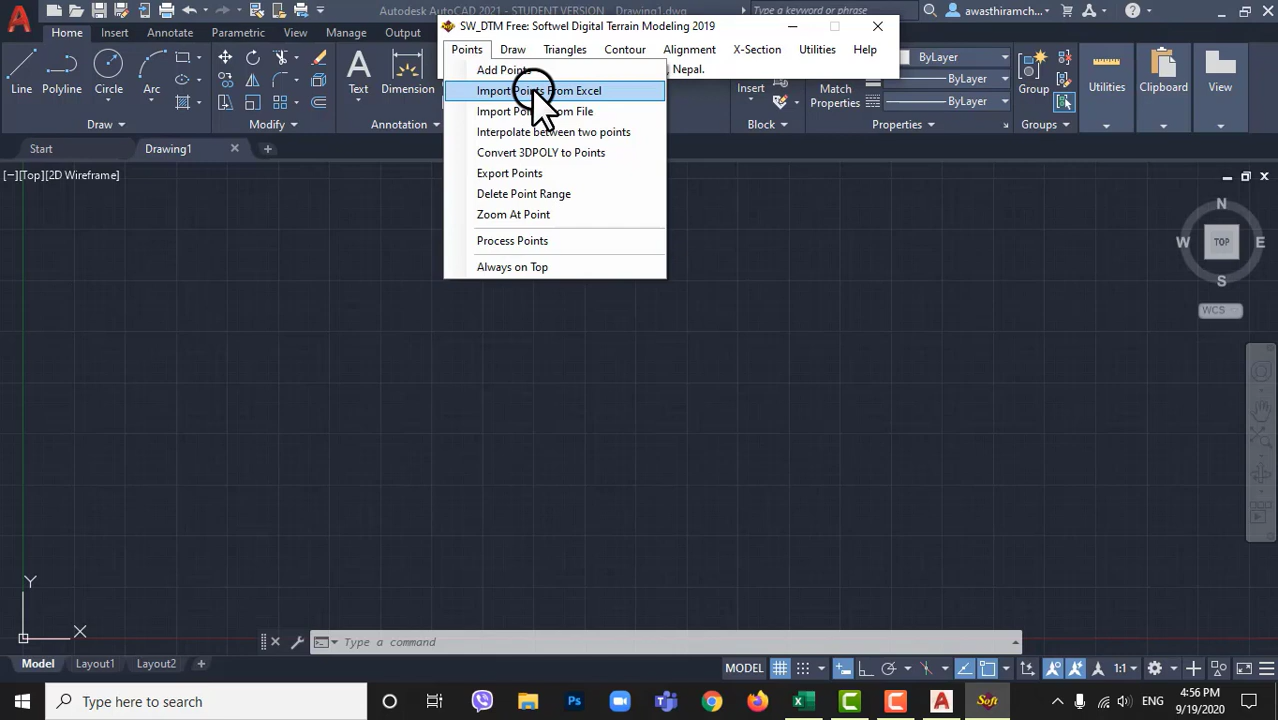 Autodesk AutoCAD 2021 - STUDENT VERSION Drawing1.dwg
Type a keyword or phrase
awasthiramch...
SW_DTM Free: Softwel Digital Terrain Modeling 2019
Home Insert Annotate Parametric View Manage Output
Points Draw Triangles Contour Alignment X-Section Utilities Help
, Nepal.
Add Points
Import Points From Excel
Import Points From File
Interpolate between two points
Convert 3DPOLY to Points
Export Points
Delete Point Range
Zoom At Point
Process Points
Always on Top
Line Polyline Circle Arc
Text Dimension
Insert
Match Properties
ByLayer
ByLayer
ByLayer
Groups Utilities Clipboard View
Draw Modify Annotation Block Properties Groups
Start Drawing1
[−][Top][2D Wireframe]
N
W TOP E
S
WCS
Y
X
Type a command
Model Layout1 Layout2 +
MODEL 1:1
Type here to search
Ps
X
A
Soft
ENG
4:56 PM
9/19/2020